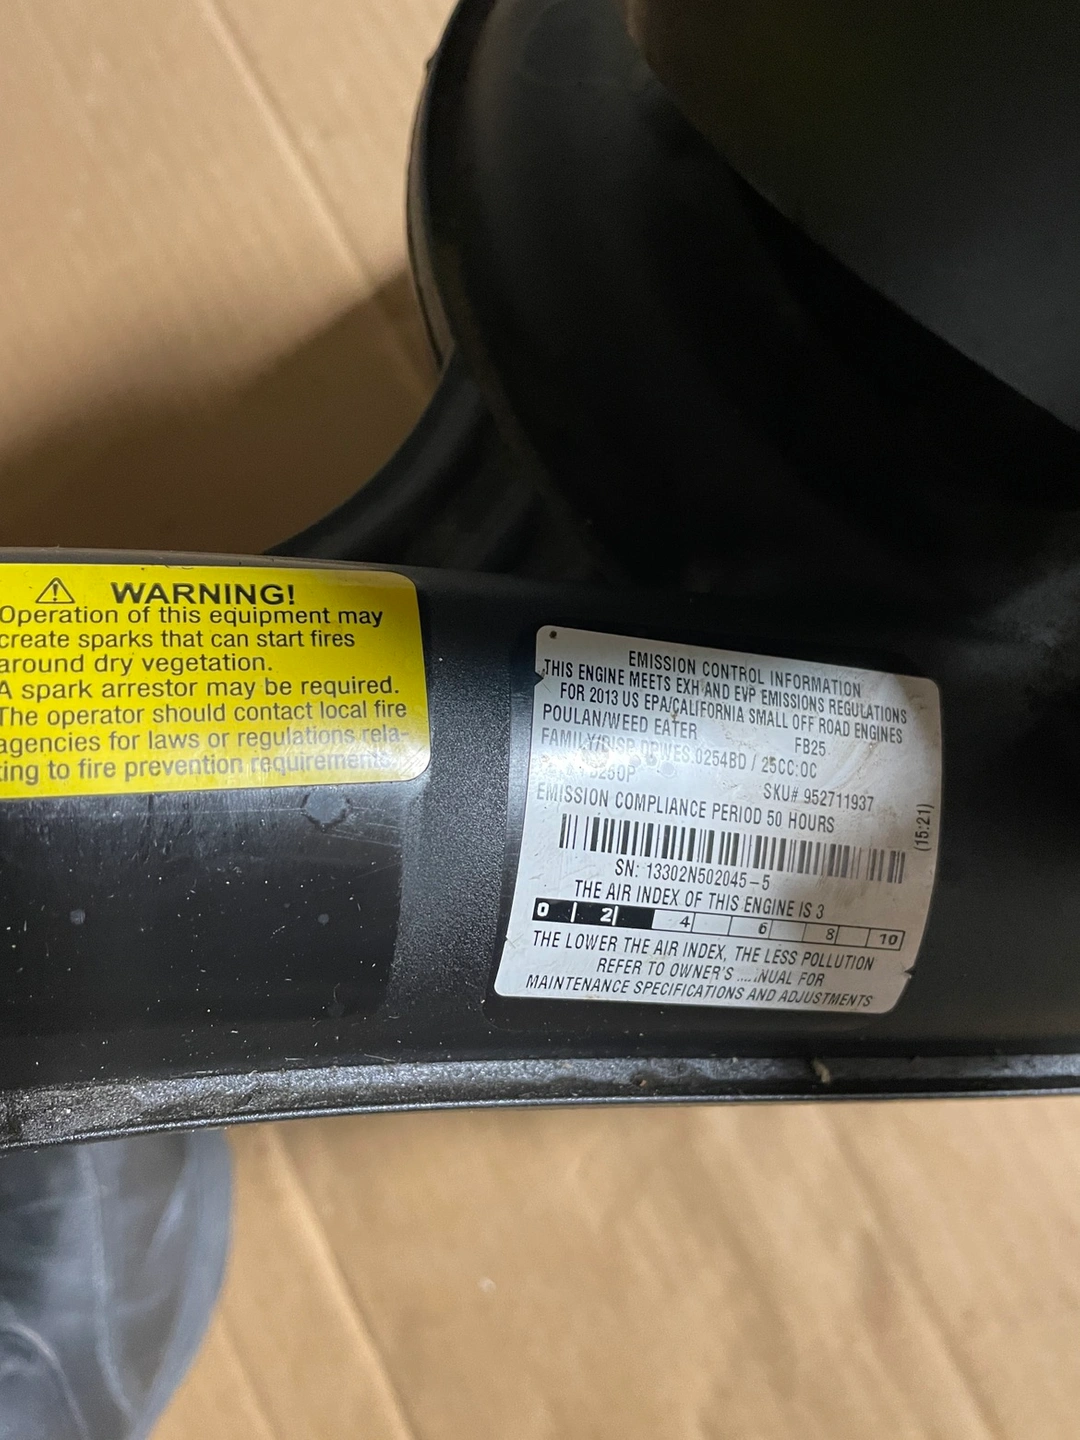 WARNING!
Operation of this equipment may
create sparks that can start fires
around dry vegetation.
A spark arrestor may be required.
The operator should contact local fire
agencies for laws or regulations rela-
ting to fire prevention requirements.
EMISSION CONTROL INFORMATION
THIS ENGINE MEETS EXH AND EVP EMISSIONS REGULATIONS
FOR 2013 US EPA/CALIFORNIA SMALL OFF ROAD ENGINES
POULAN/WEED EATER FB25
FAMILY/DISP DPWES.0254BD / 25CC:0C
SKU# 952711937
EMISSION COMPLIANCE PERIOD 50 HOURS
(15:21)
SN: 13302N502045-5
THE AIR INDEX OF THIS ENGINE IS 3
0 2 4 6 8 10
THE LOWER THE AIR INDEX, THE LESS POLLUTION
REFER TO OWNER'S FOR
MAINTENANCE SPECIFICATIONS AND ADJUSTMENTS